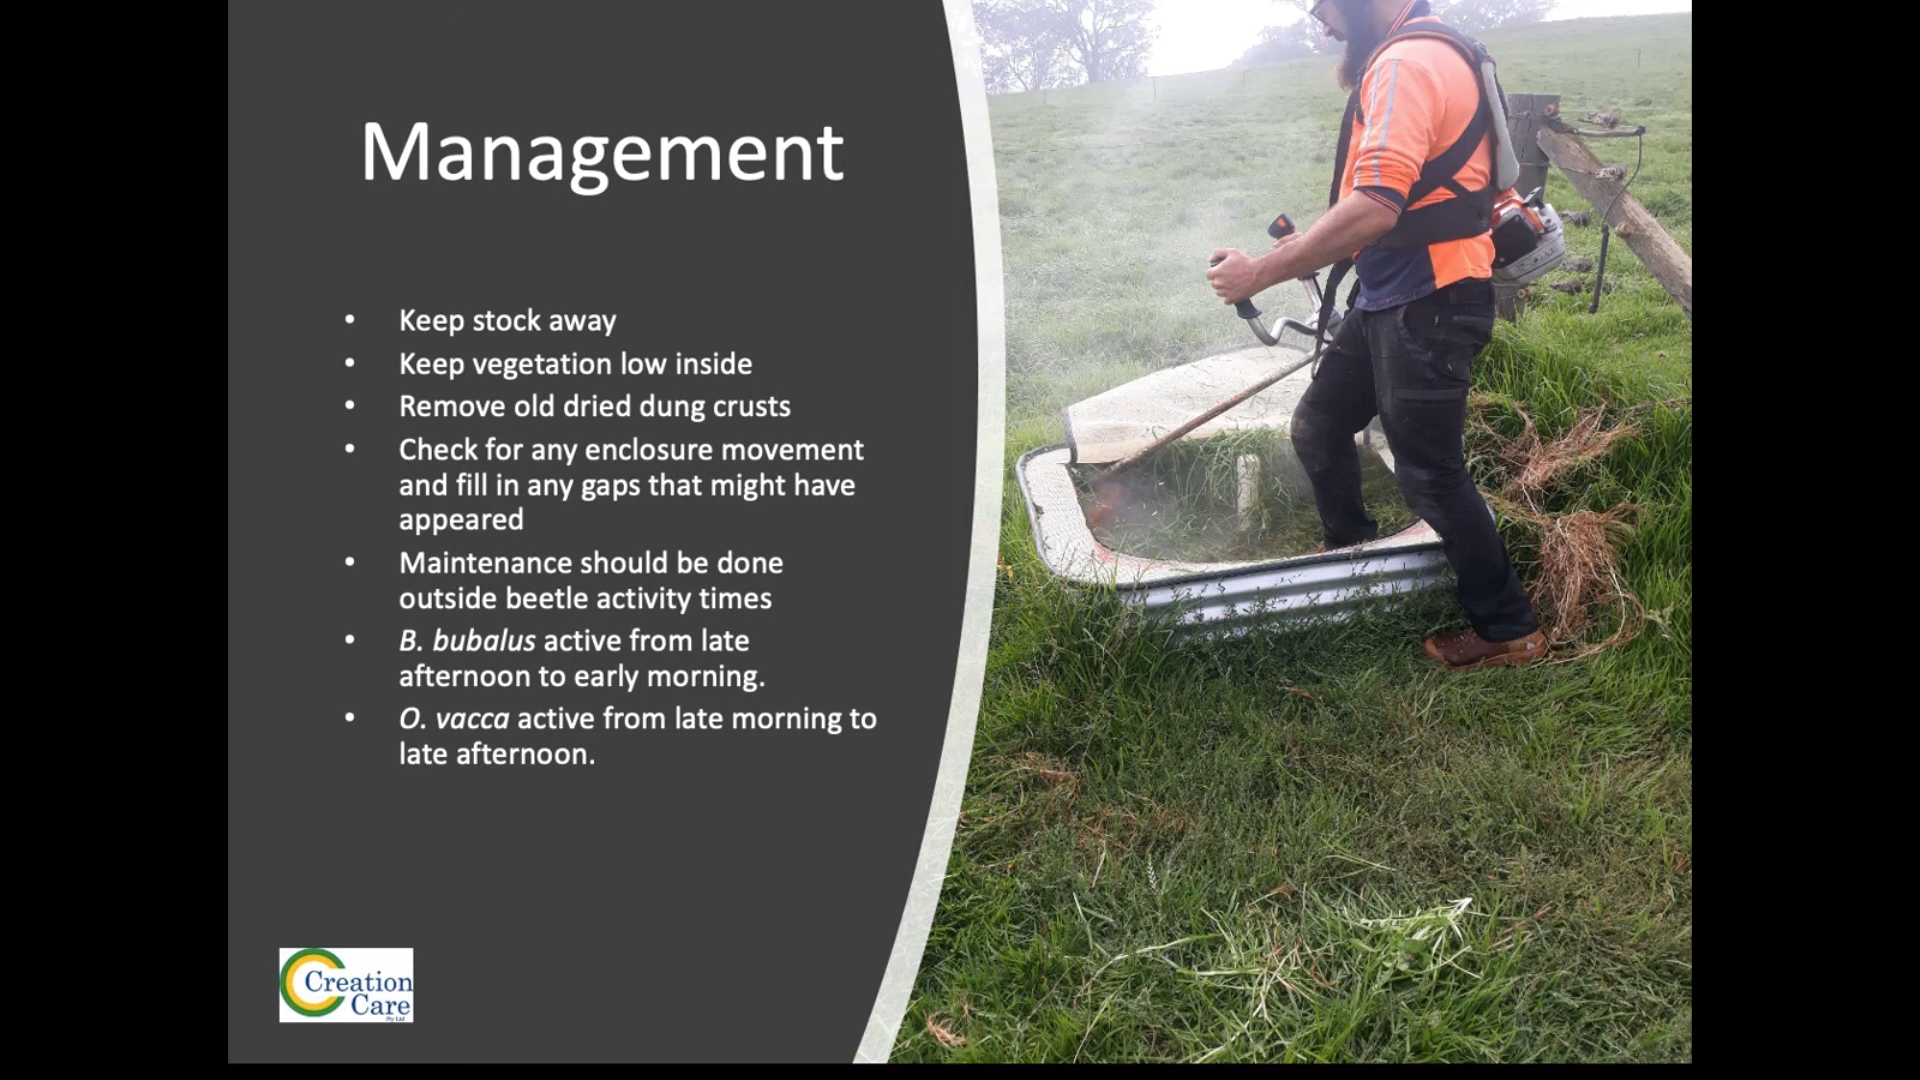 Management
• Keep stock away
• Keep vegetation low inside
• Remove old dried dung crusts
• Check for any enclosure movement
and fill in any gaps that might have
appeared
• Maintenance should be done
outside beetle activity times
• B. bubalus active from late
afternoon to early morning.
• O. vacca active from late morning to
late afternoon.
Creation
Care
Pty Ltd